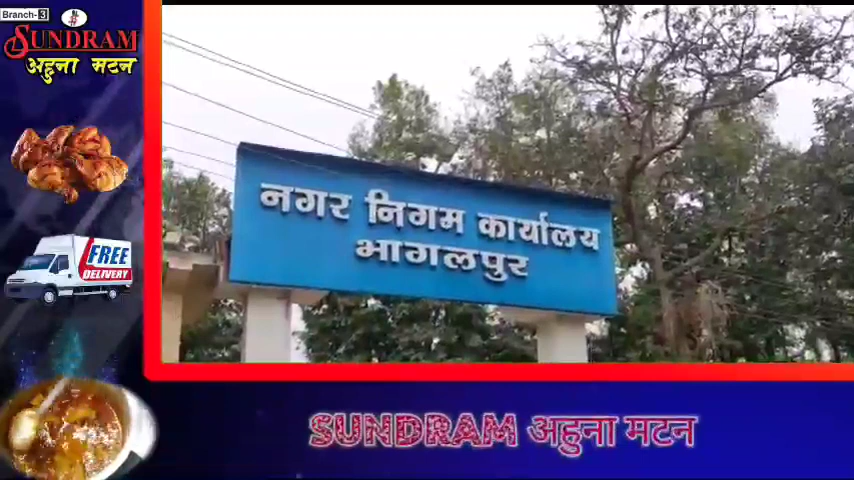 Branch-3
SUNDRAM
अहुना मटन
नगर निगम कार्यालय
भागलपुर
FREE
DELIVERY
SUNDRAM अहुना मटन